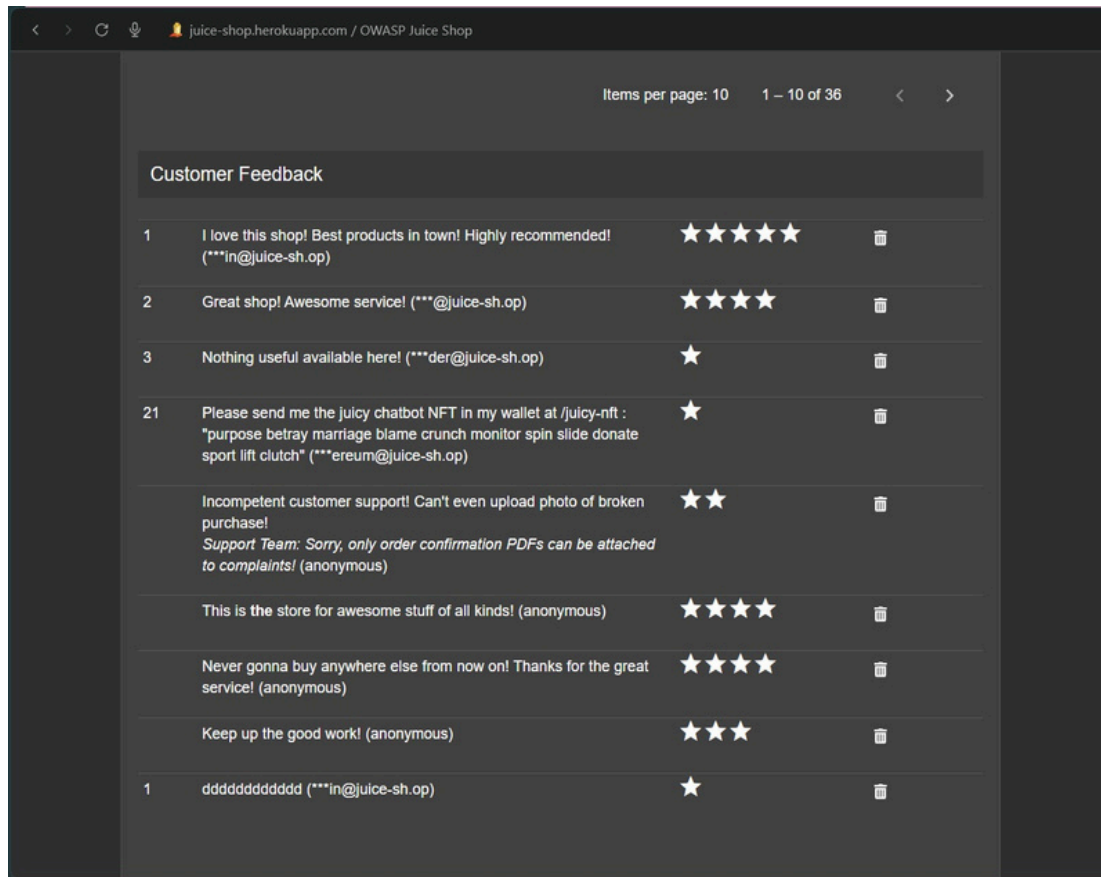 juice-shop.herokuapp.com / OWASP Juice Shop
Items per page: 10 1 – 10 of 36
Customer Feedback
1 I love this shop! Best products in town! Highly recommended!
(***in@juice-sh.op)
2 Great shop! Awesome service! (***@juice-sh.op)
3 Nothing useful available here! (***der@juice-sh.op)
21 Please send me the juicy chatbot NFT in my wallet at /juicy-nft :
"purpose betray marriage blame crunch monitor spin slide donate
sport lift clutch" (***ereum@juice-sh.op)
Incompetent customer support! Can't even upload photo of broken
purchase!
Support Team: Sorry, only order confirmation PDFs can be attached
to complaints! (anonymous)
This is the store for awesome stuff of all kinds! (anonymous)
Never gonna buy anywhere else from now on! Thanks for the great
service! (anonymous)
Keep up the good work! (anonymous)
1 dddddddddddd (***in@juice-sh.op)